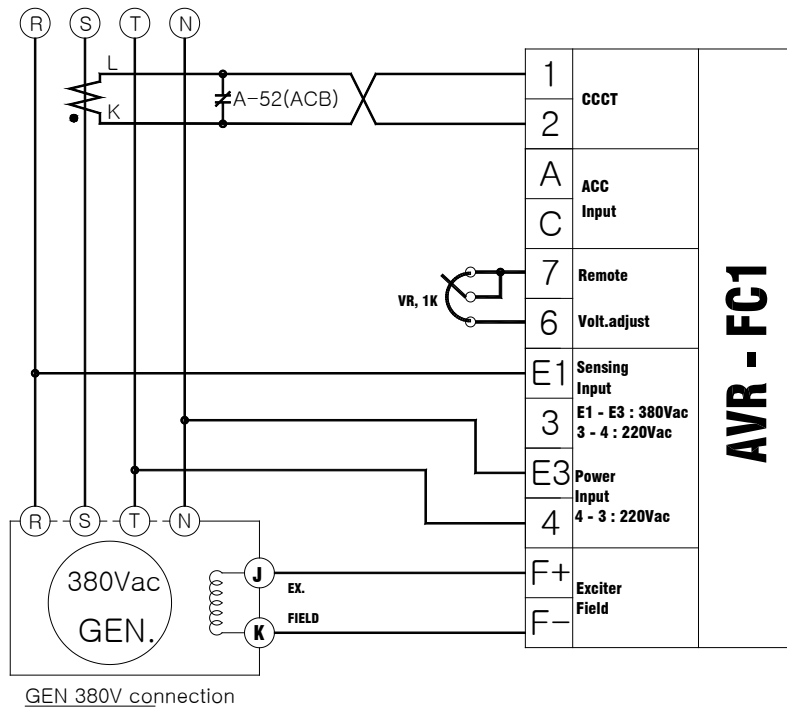 R S T N
L
K
A-52(ACB)
1
2
CCCT
A
C
ACC
Input
7
Remote
VR, 1K
6
Volt.adjust
E1
Sensing
Input
3
E1 - E3 : 380Vac
3 - 4 : 220Vac
E3
Power
Input
4
4 - 3 : 220Vac
F+
Exciter
Field
F-
AVR - FC1
R S T N
380Vac
GEN.
J
EX.
FIELD
K
GEN 380V connection